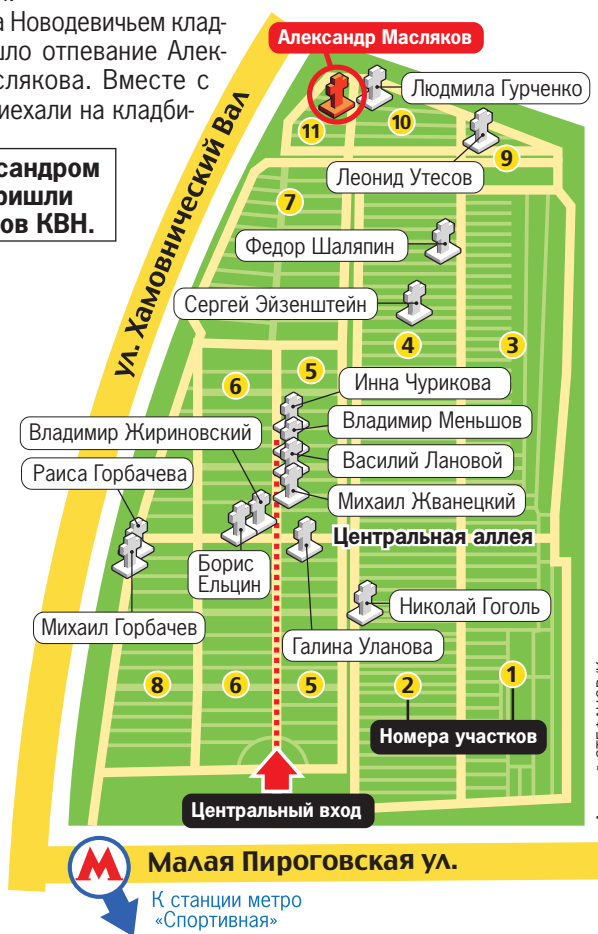 а Новодевичьем клад-
шло отпевание Алек-
слякова. Вместе с
риехали на кладби-
сандром
ришли
ов КВН.
Александр Масляков
Людмила Гурченко
11
10
9
Леонид Утесов
ул. Хамовнический Вал
7
Федор Шаляпин
Сергей Эйзенштейн
4
3
5
6
Инна Чурикова
Владимир Меньшов
Владимир Жириновский
Василий Лановой
Раиса Горбачева
Михаил Жванецкий
Центральная аллея
Борис
Ельцин
Николай Гоголь
Михаил Горбачев
Галина Уланова
8
6
5
2
1
Номера участков
Центральный вход
М
Малая Пироговская ул.
К станции метро
«Спортивная»